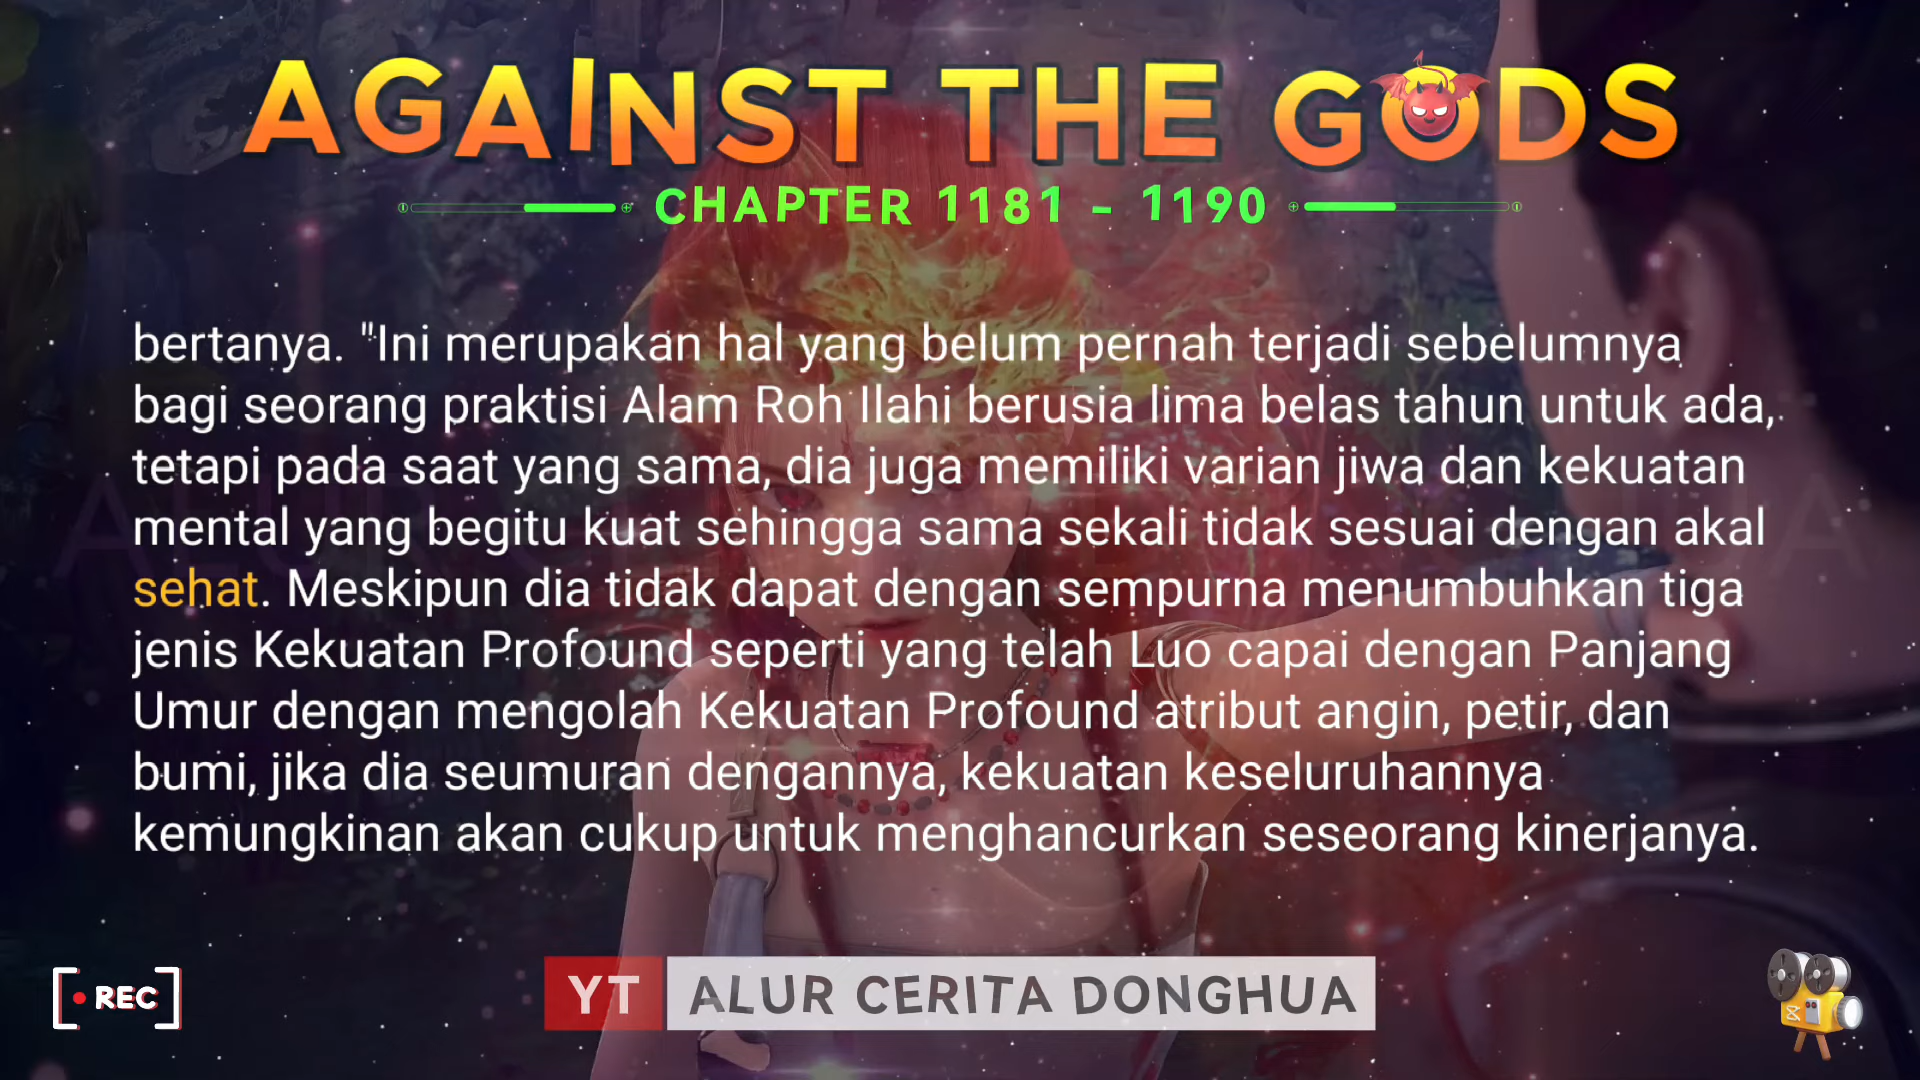 AGAINST THE GODS
CHAPTER 1181 - 1190
bertanya. "Ini merupakan hal yang belum pernah terjadi sebelumnya
bagi seorang praktisi Alam Roh Ilahi berusia lima belas tahun untuk ada,
tetapi pada saat yang sama, dia juga memiliki varian jiwa dan kekuatan
mental yang begitu kuat sehingga sama sekali tidak sesuai dengan akal
sehat. Meskipun dia tidak dapat dengan sempurna menumbuhkan tiga
jenis Kekuatan Profound seperti yang telah Luo capai dengan Panjang
Umur dengan mengolah Kekuatan Profound atribut angin, petir, dan
bumi, jika dia seumuran dengannya, kekuatan keseluruhannya
kemungkinan akan cukup untuk menghancurkan seseorang kinerjanya.
REC
YT ALUR CERITA DONGHUA